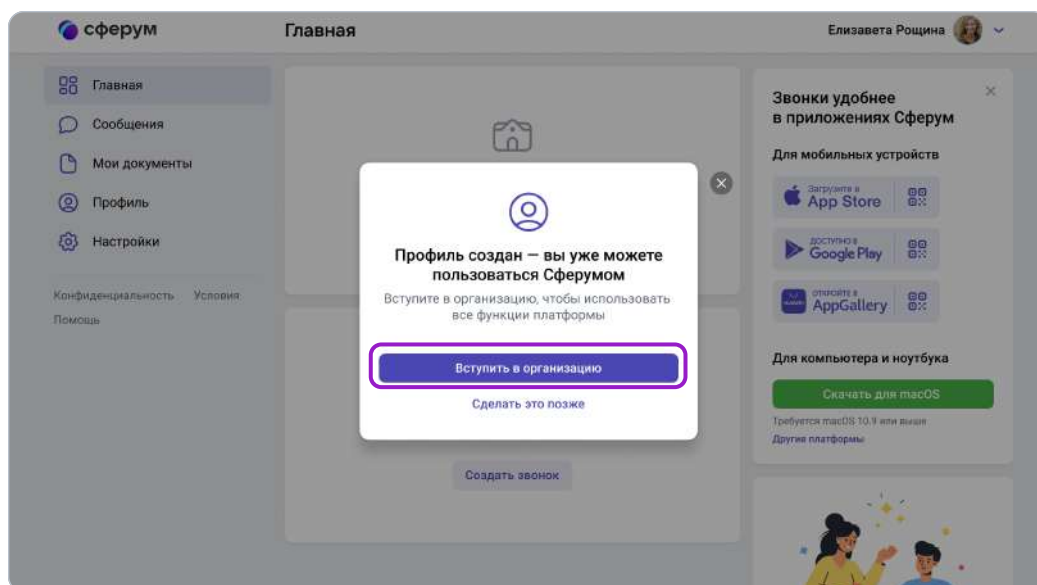 сферум
Главная
Елизавета Рощина
Главная
Сообщения
Мои документы
Профиль
Настройки
Конфиденциальность Условия
Помощь
Профиль создан — вы уже можете
пользоваться Сферумом
Вступите в организацию, чтобы использовать
все функции платформы
Вступить в организацию
Сделать это позже
Создать звонок
Звонки удобнее
в приложениях Сферум
Для мобильных устройств
Загрузите в
App Store
ДОСТУПНО В
Google Play
ОТКРОЙТЕ В
AppGallery
Для компьютера и ноутбука
Скачать для macOS
Требуется macOS 10.9 или выше
Другие платформы